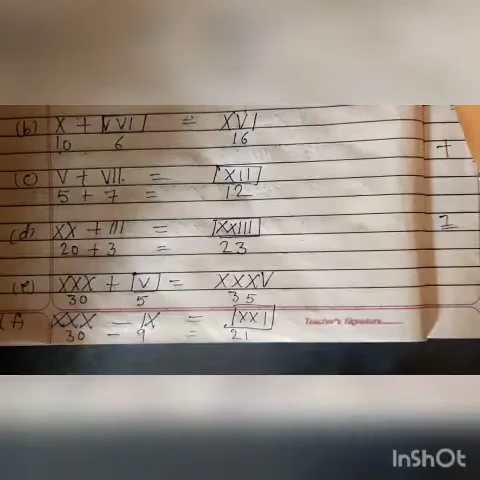 (b) X + VVI = XVI
10 6 16
(c) V + VII = XII
5 + 7 = 12
(d) XX + III = XXIII
20 + 3 = 23
(e) XXX + V = XXXV
30 5 35
(f) XXX - IX = XXI
30 - 9 = 21
Teacher's Signature
InShOt